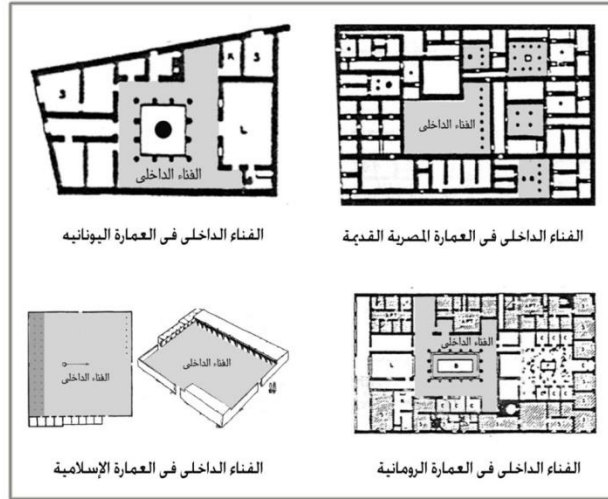 الفناء الداخلى
الفناء الداخلى فى العمارة المصرية القديمة
الفناء الداخلى
الفناء الداخلى فى العمارة اليونانيه
الفناء الداخلى
الفناء الداخلى فى العمارة الرومانية
الفناء الداخلى
الفناء الداخلى
الفناء الداخلى فى العمارة الإسلامية